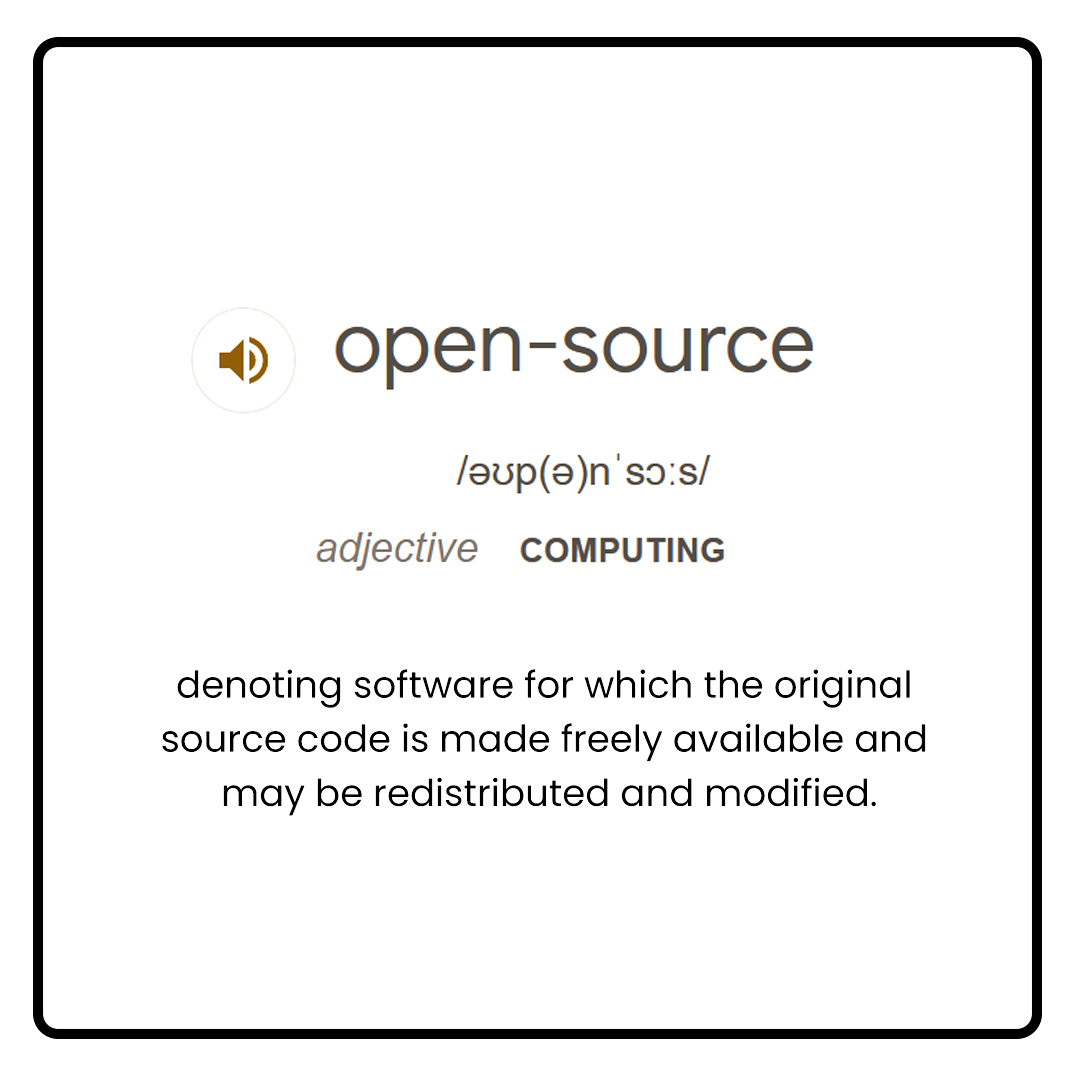 open-source
/əʊp(ə)nˈsɔːs/
adjective COMPUTING
denoting software for which the original
source code is made freely available and
may be redistributed and modified.